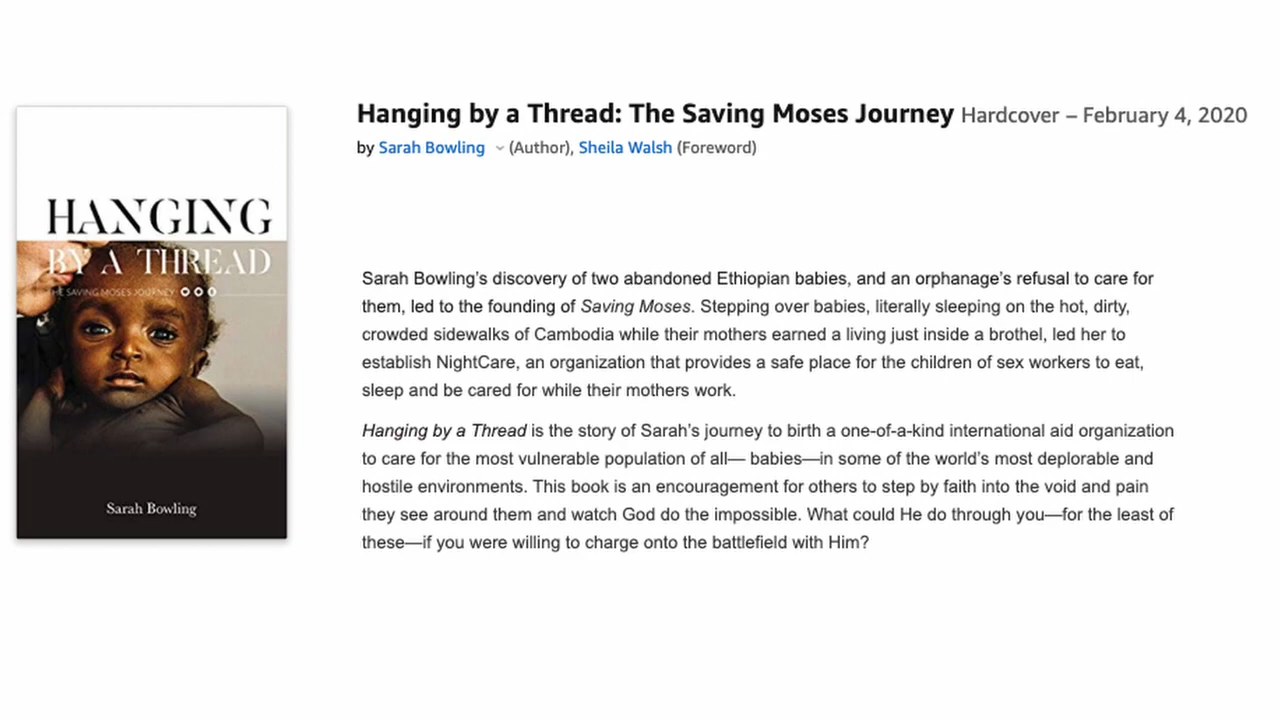 HANGING
BY A THREAD
THE SAVING MOSES JOURNEY
Sarah Bowling
Hanging by a Thread: The Saving Moses Journey Hardcover – February 4, 2020
by Sarah Bowling (Author), Sheila Walsh (Foreword)
Sarah Bowling’s discovery of two abandoned Ethiopian babies, and an orphanage’s refusal to care for
them, led to the founding of Saving Moses. Stepping over babies, literally sleeping on the hot, dirty,
crowded sidewalks of Cambodia while their mothers earned a living just inside a brothel, led her to
establish NightCare, an organization that provides a safe place for the children of sex workers to eat,
sleep and be cared for while their mothers work.
Hanging by a Thread is the story of Sarah’s journey to birth a one-of-a-kind international aid organization
to care for the most vulnerable population of all— babies—in some of the world’s most deplorable and
hostile environments. This book is an encouragement for others to step by faith into the void and pain
they see around them and watch God do the impossible. What could He do through you—for the least of
these—if you were willing to charge onto the battlefield with Him?